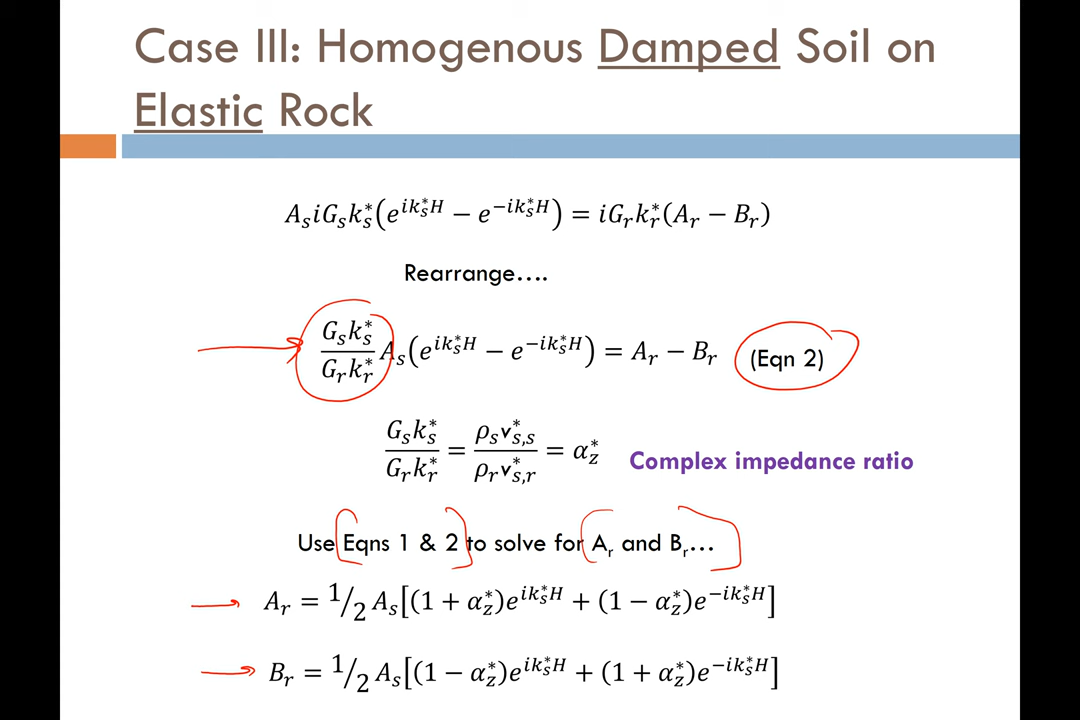 Case III: Homogenous Damped Soil on
Elastic Rock
A_s iG_s k_s^*(e^{ik_s^*H} − e^{−ik_s^*H}) = iG_r k_r^*(A_r − B_r)
Rearrange….
\frac{G_s k_s^*}{G_r k_r^*} A_s(e^{ik_s^*H} − e^{−ik_s^*H}) = A_r − B_r (Eqn 2)
\frac{G_s k_s^*}{G_r k_r^*} = \frac{ρ_s v_{s,s}^*}{ρ_r v_{s,r}^*} = α_z^* Complex impedance ratio
Use Eqns 1 & 2 to solve for A_r and B_r…
A_r = 1/2 A_s[(1 + α_z^*)e^{ik_s^*H} + (1 − α_z^*)e^{−ik_s^*H}]
B_r = 1/2 A_s[(1 − α_z^*)e^{ik_s^*H} + (1 + α_z^*)e^{−ik_s^*H}]